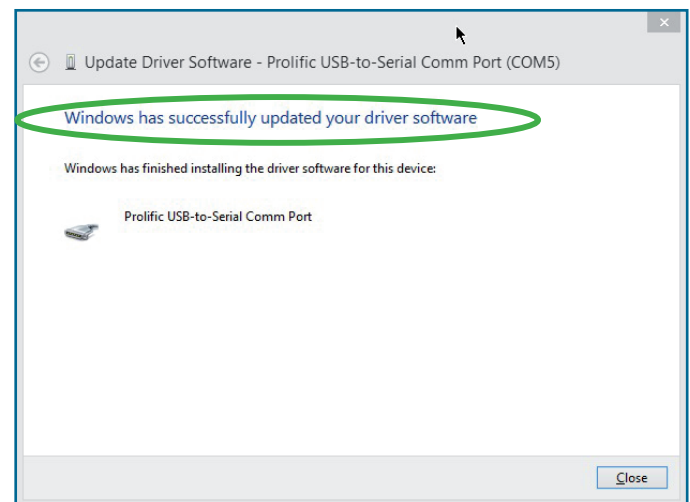 Update Driver Software - Prolific USB-to-Serial Comm Port (COM5)
Windows has successfully updated your driver software
Windows has finished installing the driver software for this device:
Prolific USB-to-Serial Comm Port
Close